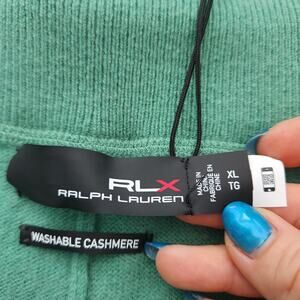 RLX
RALPH LAUREN
MADE IN
CHINA
FABRIQUÉ EN
CHINE
XL
TG
WASHABLE CASHMERE